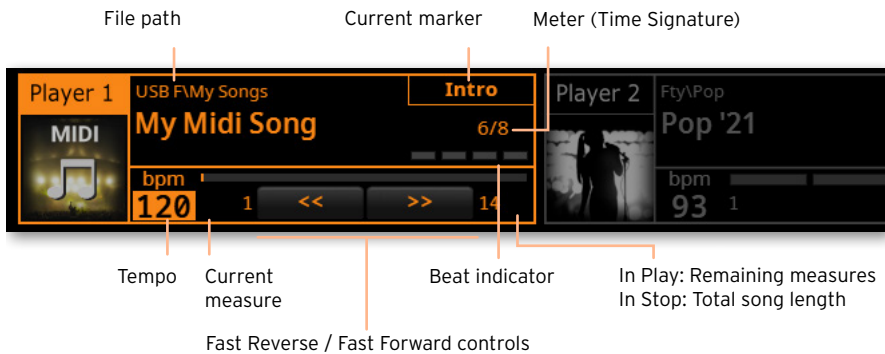 File path
Current marker
Meter (Time Signature)
Player 1
USB F\My Songs
Intro
MIDI
My Midi Song
6/8
bpm
120
1
<<
>>
14
Player 2
Fty\Pop
Pop '21
bpm
93
1
Tempo
Current
measure
Beat indicator
In Play: Remaining measures
In Stop: Total song length
Fast Reverse / Fast Forward controls